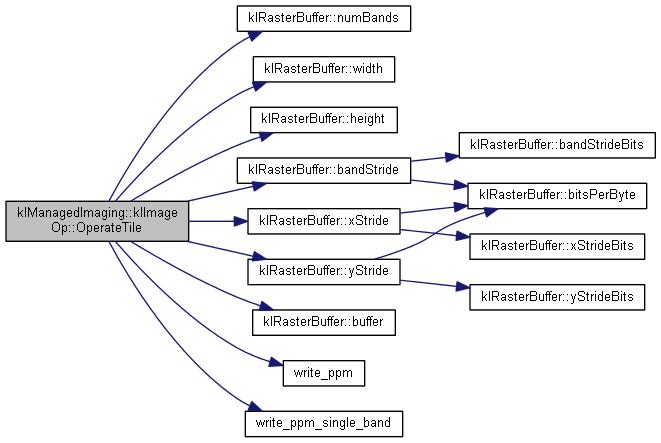 klRasterBuffer::numBands
klRasterBuffer::width
klRasterBuffer::height
klRasterBuffer::bandStride
klRasterBuffer::bandStrideBits
klRasterBuffer::bitsPerByte
klManagedImaging::klImage
Op::OperateTile
klRasterBuffer::xStride
klRasterBuffer::xStrideBits
klRasterBuffer::yStride
klRasterBuffer::yStrideBits
klRasterBuffer::buffer
write_ppm
write_ppm_single_band